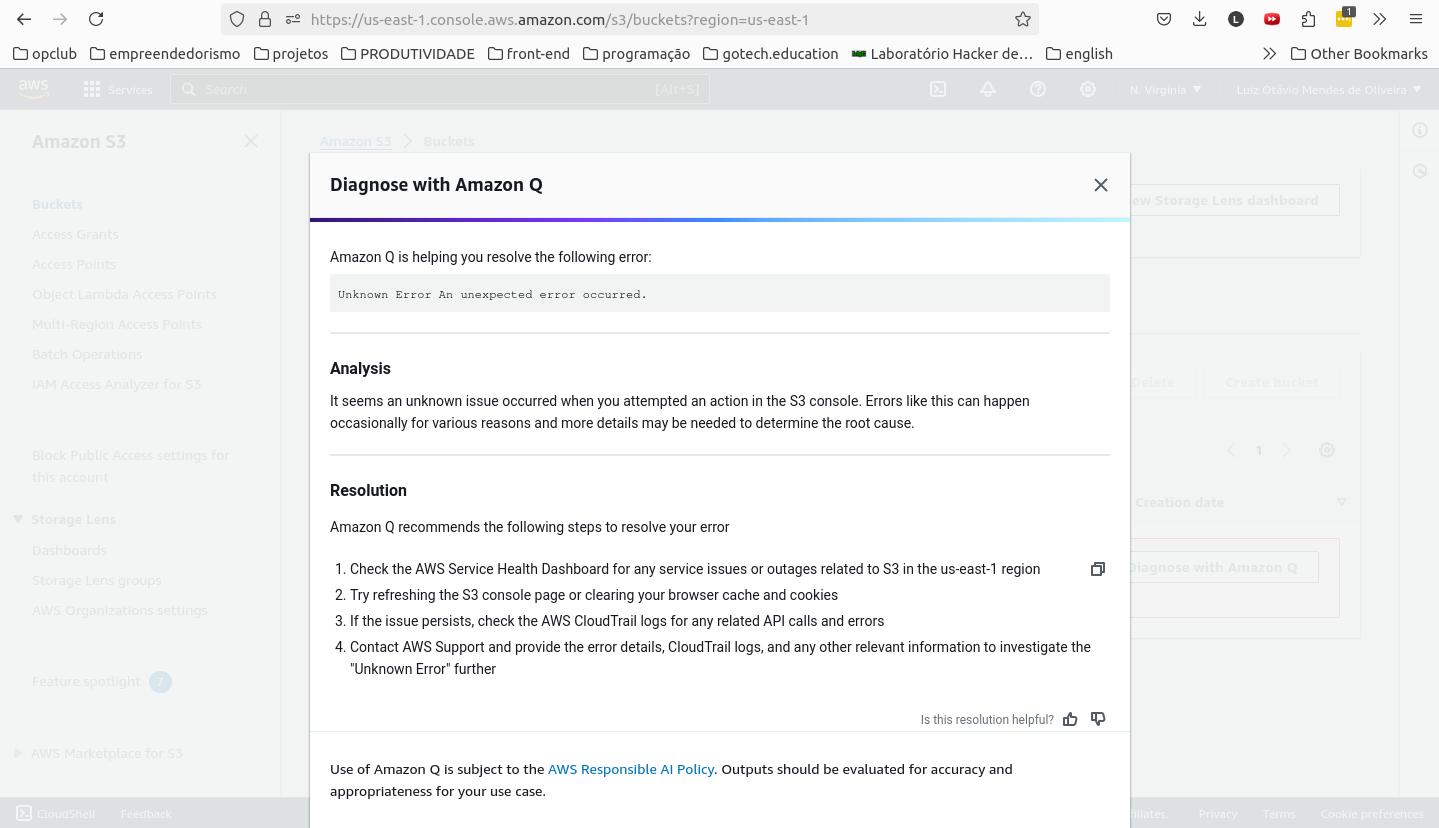 https://us-east-1.console.aws.amazon.com/s3/buckets?region=us-east-1
L
1
opclub empreendedorismo projetos PRODUTIVIDADE front-end programação gotech.education Laboratório Hacker de… english Other Bookmarks
aws Services Search [Alt+S] N. Virginia Luiz Otávio Mendes de Oliveira
Amazon S3
Amazon S3 Buckets
Buckets
Access Grants
Access Points
Object Lambda Access Points
Multi-Region Access Points
Batch Operations
IAM Access Analyzer for S3
Block Public Access settings for
this account
Storage Lens
Dashboards
Storage Lens groups
AWS Organizations settings
Feature spotlight 7
AWS Marketplace for S3
Diagnose with Amazon Q
Amazon Q is helping you resolve the following error:
Unknown Error An unexpected error occurred.
Analysis
It seems an unknown issue occurred when you attempted an action in the S3 console. Errors like this can happen
occasionally for various reasons and more details may be needed to determine the root cause.
Resolution
Amazon Q recommends the following steps to resolve your error
1. Check the AWS Service Health Dashboard for any service issues or outages related to S3 in the us-east-1 region
2. Try refreshing the S3 console page or clearing your browser cache and cookies
3. If the issue persists, check the AWS CloudTrail logs for any related API calls and errors
4. Contact AWS Support and provide the error details, CloudTrail logs, and any other relevant information to investigate the
"Unknown Error" further
Is this resolution helpful?
Use of Amazon Q is subject to the AWS Responsible AI Policy. Outputs should be evaluated for accuracy and
appropriateness for your use case.
ew Storage Lens dashboard
Delete Create bucket
1
Creation date
Diagnose with Amazon Q
CloudShell Feedback ffiliates. Privacy Terms Cookie preferences